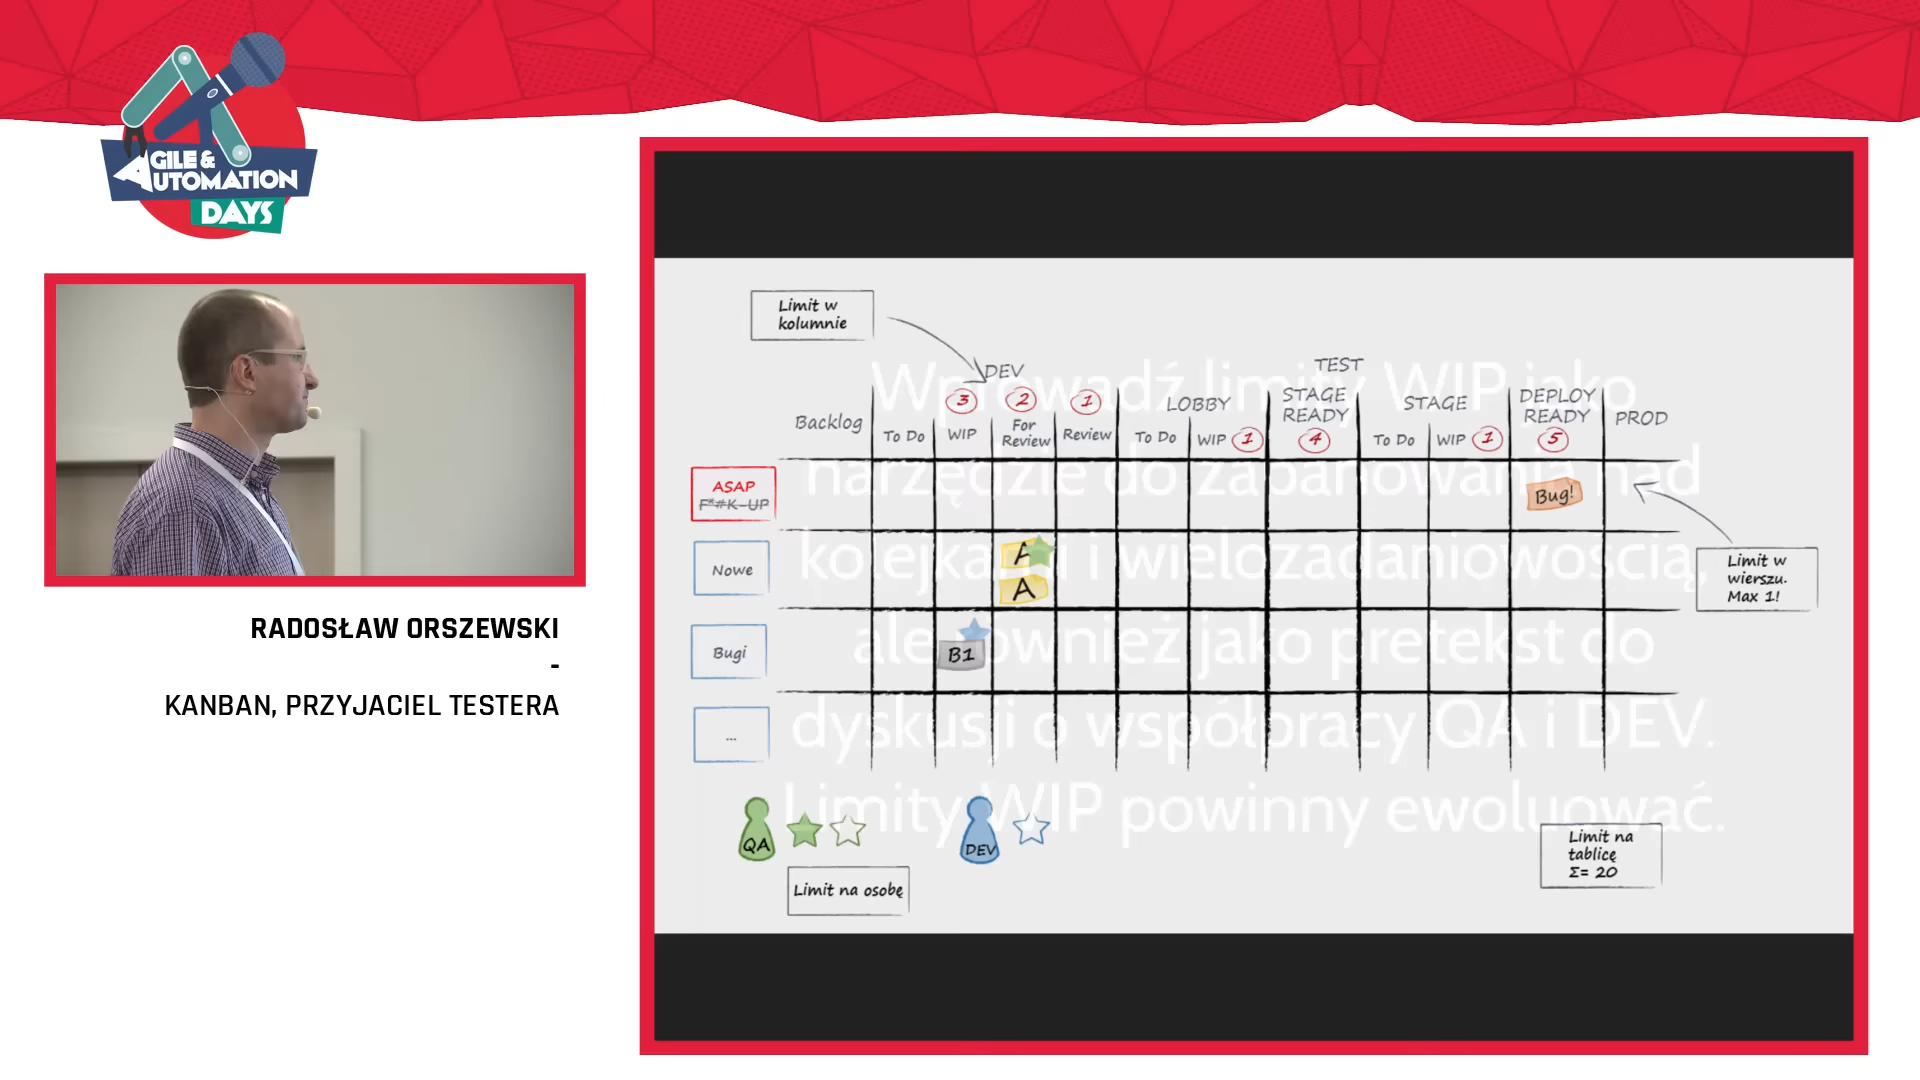 AGILE &
AUTOMATION
DAYS
RADOSŁAW ORSZEWSKI
-
KANBAN, PRZYJACIEL TESTERA
Limit w
kolumnie
DEV
TEST
3 2 1
Backlog
To Do WIP For Review Review
LOBBY
To Do WIP 1
STAGE
READY
4
STAGE
To Do WIP 1
DEPLOY
READY
5
PROD
ASAP
F*#K-UP
Bug!
Nowe
A
A
Limit w
wierszu.
Max 1!
Bugi
B1
...
QA
DEV
Limit na osobę
Limit na
tablicę
Σ= 20
Wprowadź limity WIP jako
narzędzie do zapanowania nad
kolejkami i wielozadaniowością,
ale również jako pretekst do
dyskusji o współpracy QA i DEV.
Limity WIP powinny ewoluować.